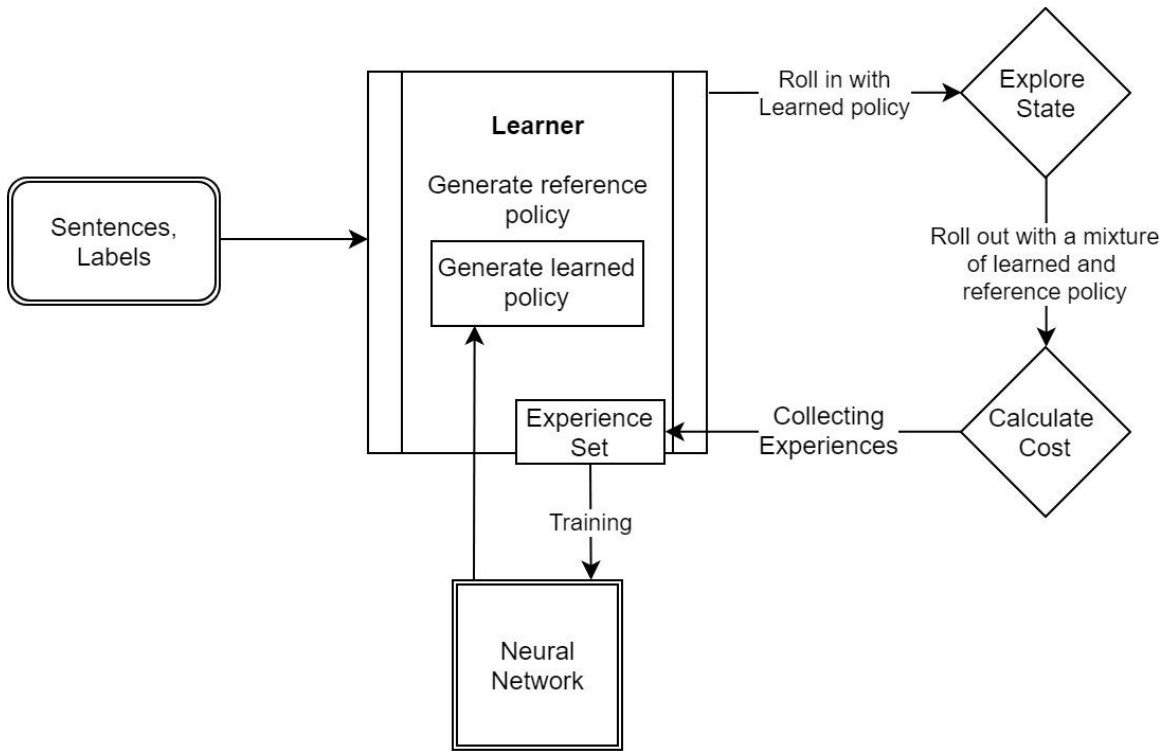 Sentences,
Labels
Learner
Generate reference
policy
Generate learned
policy
Experience
Set
Training
Neural
Network
Roll in with
Learned policy
Explore
State
Roll out with a mixture
of learned and
reference policy
Calculate
Cost
Collecting
Experiences